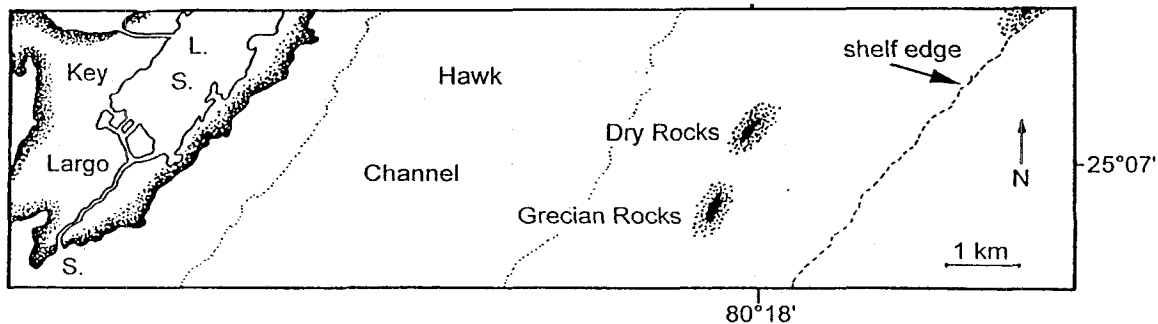 L.
Key
Hawk
shelf edge
S.
Dry Rocks
Largo
Channel
N
25°07'
Grecian Rocks
1 km
S.
80°18'